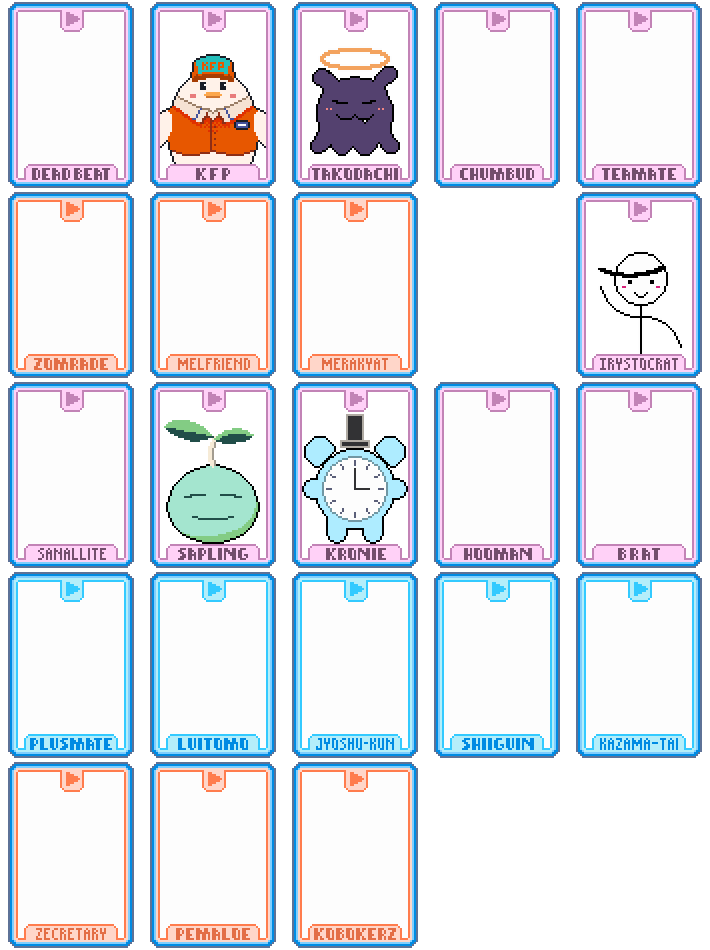 DEADBEAT
KFP
KFP
TAKODACHI
CHUMBUD
TEAMATE
ZOMRADE
MELFRIEND
MERAKYAT
IRYSTOCRAT
SANALLITE
SAPLING
KRONIE
HOOMAN
BRAT
PLUSMATE
LUITOMO
JYOSHU-KUN
SHIIGUIN
KAZAMA-TAI
ZECRETARY
PEMALOE
KOBOKERZ